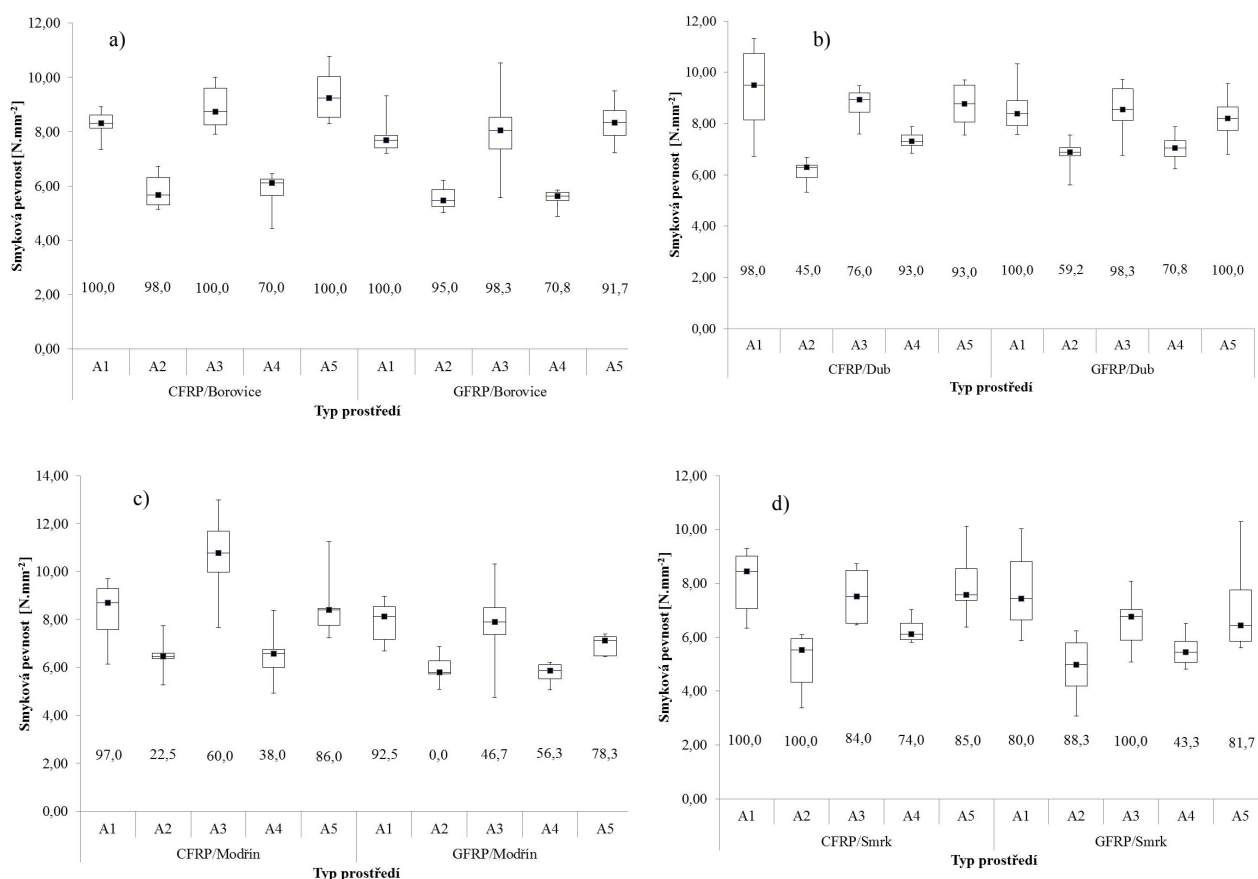 a)
Smyková pevnost [N.mm-2]
12,00
10,00
8,00
6,00
4,00
2,00
0,00
100,0 98,0 100,0 70,0 100,0 100,0 95,0 98,3 70,8 91,7
A1 A2 A3 A4 A5 A1 A2 A3 A4 A5
CFRP/Borovice GFRP/Borovice
Typ prostředí
b)
Smyková pevnost [N.mm-2]
12,00
10,00
8,00
6,00
4,00
2,00
0,00
98,0 45,0 76,0 93,0 93,0 100,0 59,2 98,3 70,8 100,0
A1 A2 A3 A4 A5 A1 A2 A3 A4 A5
CFRP/Dub GFRP/Dub
Typ prostředí
c)
Smyková pevnost [N.mm-2]
14,00
12,00
10,00
8,00
6,00
4,00
2,00
0,00
97,0 22,5 60,0 38,0 86,0 92,5 0,0 46,7 56,3 78,3
A1 A2 A3 A4 A5 A1 A2 A3 A4 A5
CFRP/Modřín GFRP/Modřín
Typ prostředí
d)
Smyková pevnost [N.mm-2]
12,00
10,00
8,00
6,00
4,00
2,00
0,00
100,0 100,0 84,0 74,0 85,0 80,0 88,3 100,0 43,3 81,7
A1 A2 A3 A4 A5 A1 A2 A3 A4 A5
CFRP/Smrk GFRP/Smrk
Typ prostředí